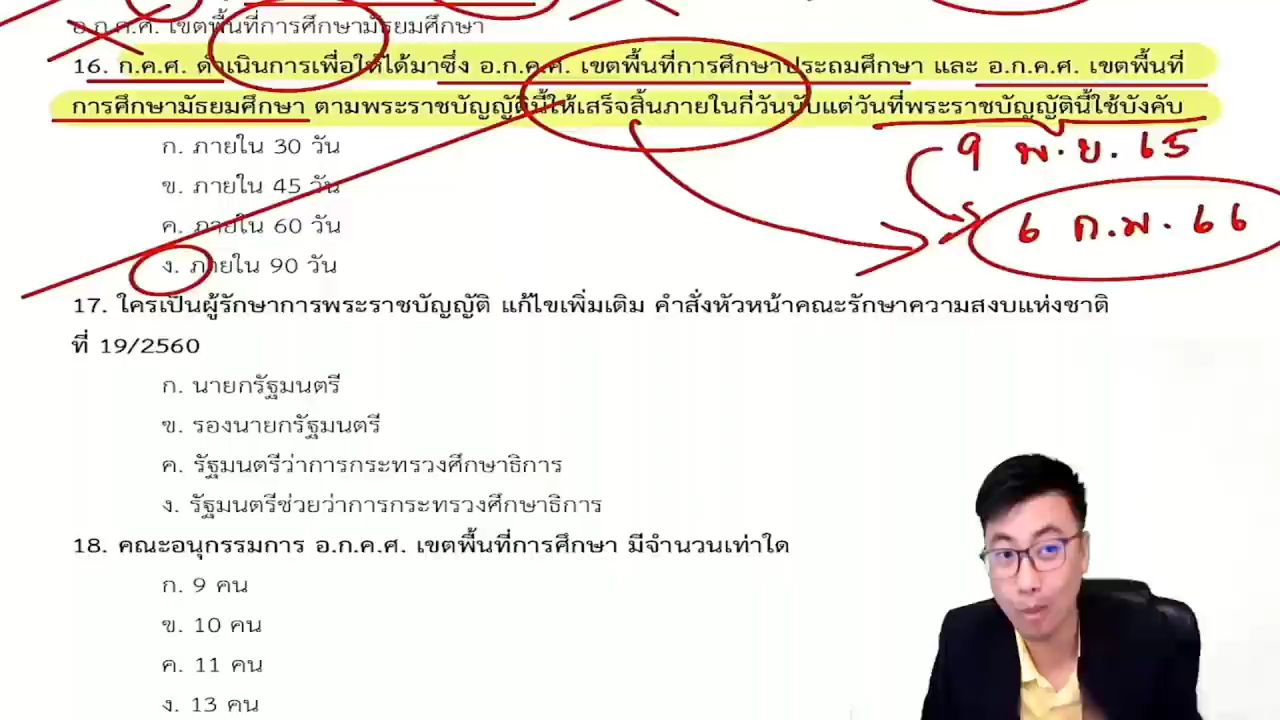 อ.ก.ค.ศ. เขตพื้นที่การศึกษามัธยมศึกษา
16. ก.ค.ศ. ดำเนินการเพื่อให้ได้มาซึ่ง อ.ก.ค.ศ. เขตพื้นที่การศึกษาประถมศึกษา และ อ.ก.ค.ศ. เขตพื้นที่
การศึกษามัธยมศึกษา ตามพระราชบัญญัตินี้ให้เสร็จสิ้นภายในกี่วันนับแต่วันที่พระราชบัญญัตินี้ใช้บังคับ
ก. ภายใน 30 วัน
9 พ.ย. 65
ข. ภายใน 45 วัน
ค. ภายใน 60 วัน
6 ก.พ. 66
ง. ภายใน 90 วัน
17. ใครเป็นผู้รักษาการพระราชบัญญัติ แก้ไขเพิ่มเติม คำสั่งหัวหน้าคณะรักษาความสงบแห่งชาติ
ที่ 19/2560
ก. นายกรัฐมนตรี
ข. รองนายกรัฐมนตรี
ค. รัฐมนตรีว่าการกระทรวงศึกษาธิการ
ง. รัฐมนตรีช่วยว่าการกระทรวงศึกษาธิการ
18. คณะอนุกรรมการ อ.ก.ค.ศ. เขตพื้นที่การศึกษา มีจำนวนเท่าใด
ก. 9 คน
ข. 10 คน
ค. 11 คน
ง. 13 คน